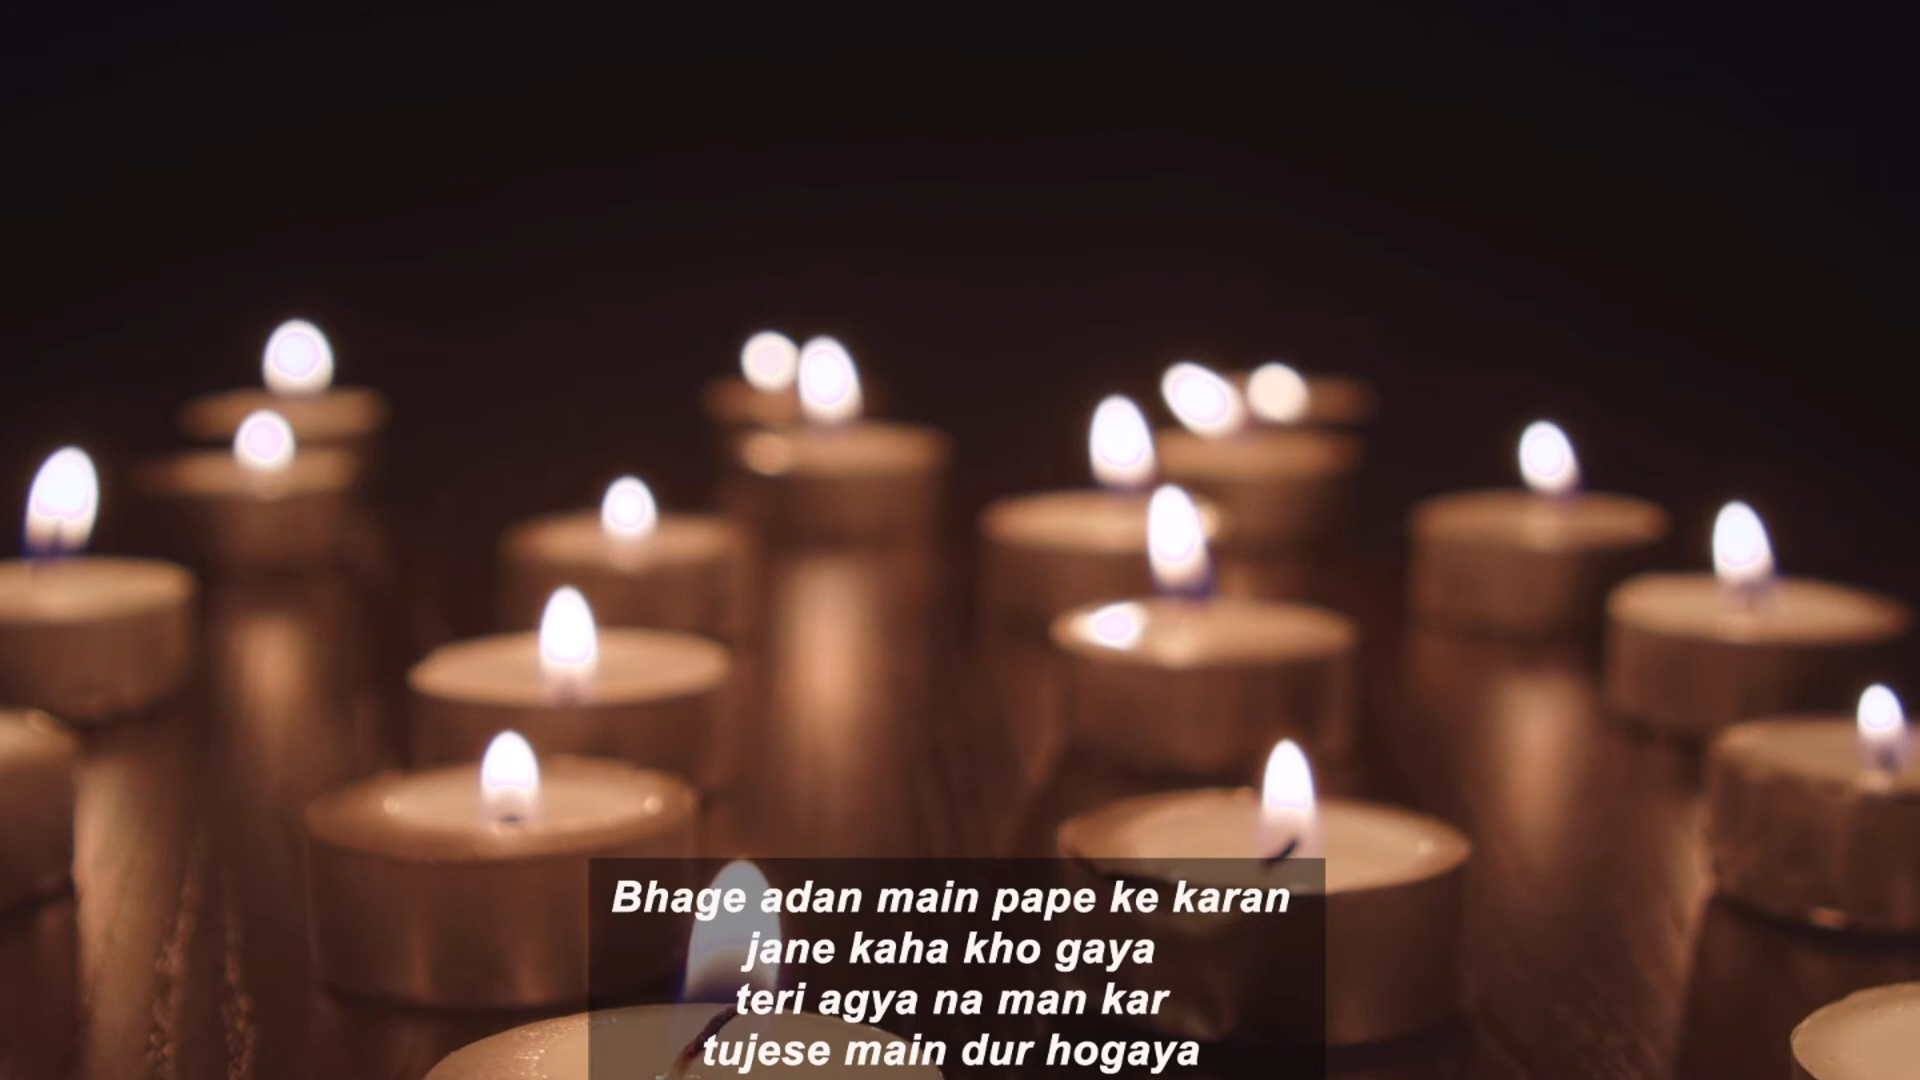 Bhage adan main pape ke karan
jane kaha kho gaya
teri agya na man kar
tujese main dur hogaya